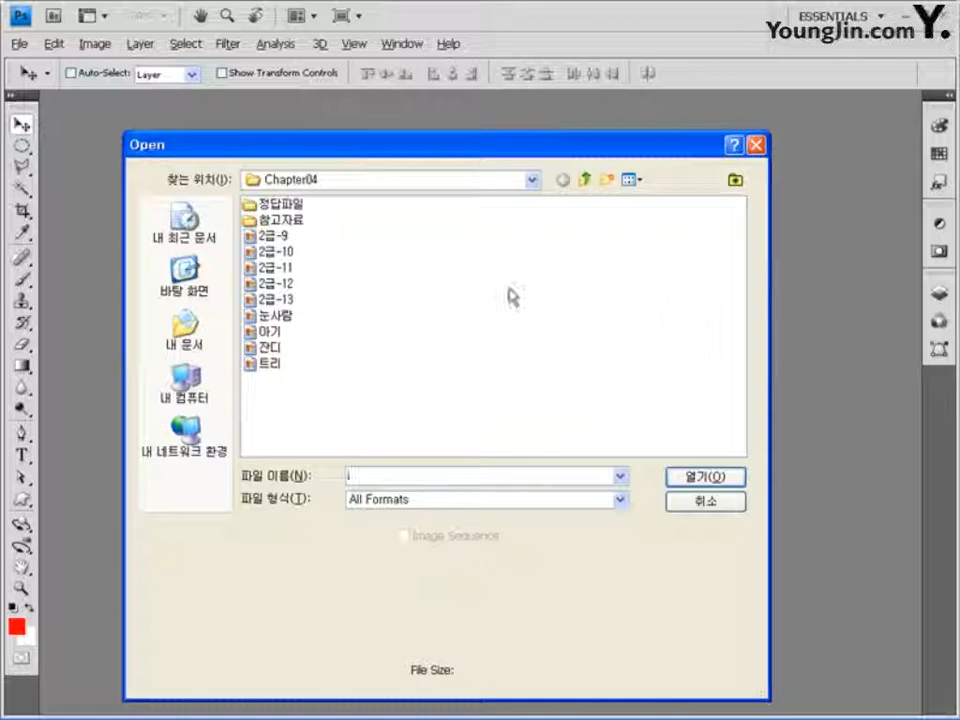 Ps Br ESSENTIALS
YoungJin.com Y.
File Edit Image Layer Select Filter Analysis 3D View Window Help
Auto-Select: Layer Show Transform Controls
Open
찾는 위치(I): Chapter04
정답파일
참고자료
2급-9
2급-10
2급-11
2급-12
2급-13
눈사람
아기
잔디
트리
내 최근 문서
바탕 화면
내 문서
내 컴퓨터
내 네트워크 환경
파일 이름(N):
열기(O)
파일 형식(T): All Formats
취소
Image Sequence
File Size: